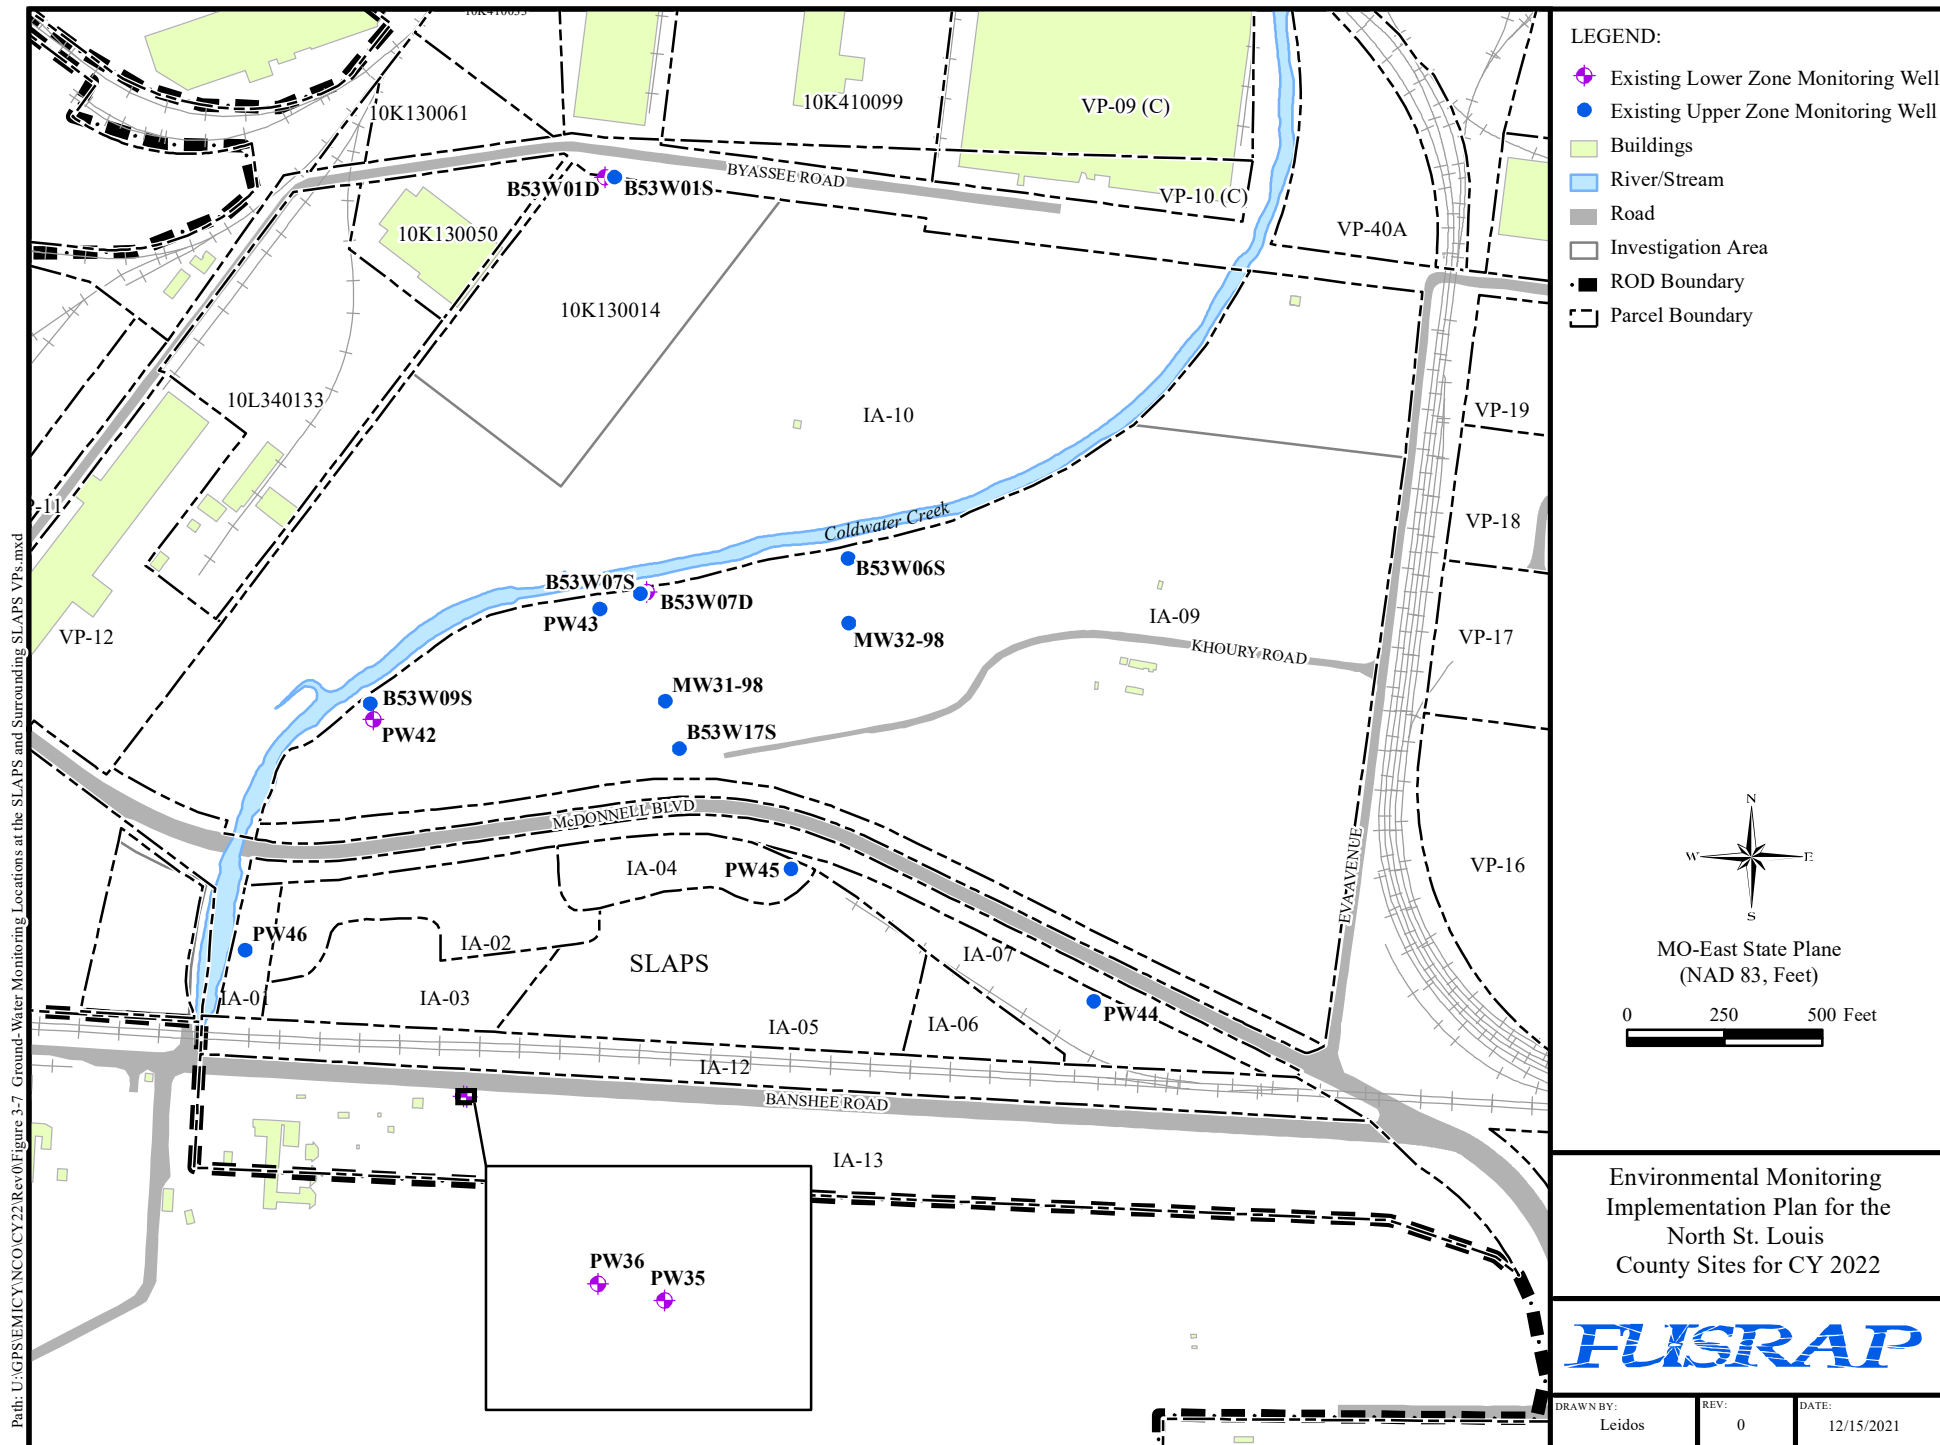 10K130061
10K410099
VP-09 (C)
BYASSEE ROAD
B53W01D
B53W01S
VP-10 (C)
10K130050
VP-40A
10K130014
10L340133
IA-10
VP-19
VP-18
Coldwater Creek
B53W06S
B53W07S
B53W07D
PW43
MW32-98
IA-09
KHOURY ROAD
VP-17
VP-12
B53W09S
PW42
MW31-98
B53W17S
McDONNELL BLVD
IA-04
PW45
EVA AVENUE
VP-16
PW46
IA-02
SLAPS
IA-07
IA-01
IA-03
IA-05
IA-06
PW44
IA-12
BANSHEE ROAD
IA-13
PW36
PW35
LEGEND:
Existing Lower Zone Monitoring Well
Existing Upper Zone Monitoring Well
Buildings
River/Stream
Road
Investigation Area
ROD Boundary
Parcel Boundary
N
W E
S
MO-East State Plane
(NAD 83, Feet)
0 250 500 Feet
Environmental Monitoring
Implementation Plan for the
North St. Louis
County Sites for CY 2022
FUSRAP
DRAWN BY:
Leidos
REV:
0
DATE:
12/15/2021
Path: U:\GPS\EMICY\NCO\CY22\Rev0\Figure 3-7 Ground-Water Monitoring Locations at the SLAPS and Surrounding SLAPS VPs.mxd